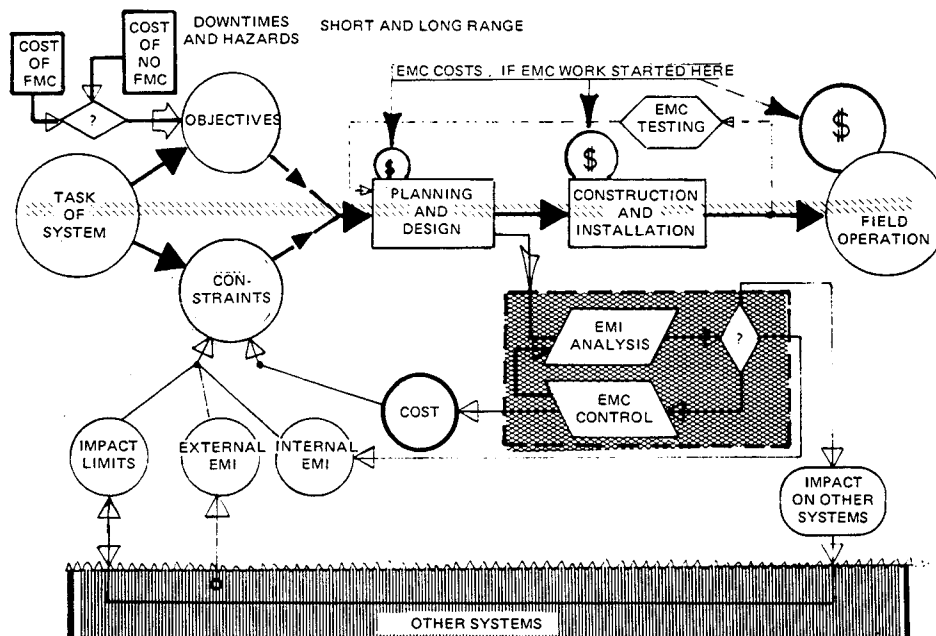 COST
OF
FMC
COST
OF
NO
FMC
DOWNTIMES
AND HAZARDS
SHORT AND LONG RANGE
EMC COSTS, IF EMC WORK STARTED HERE
?
OBJECTIVES
$
$
EMC
TESTING
$
TASK
OF
SYSTEM
PLANNING
AND
DESIGN
CONSTRUCTION
AND
INSTALLATION
FIELD
OPERATION
CON-
STRAINTS
EMI
ANALYSIS
?
EMC
CONTROL
COST
IMPACT
LIMITS
EXTERNAL
EMI
INTERNAL
EMI
IMPACT
ON OTHER
SYSTEMS
OTHER SYSTEMS